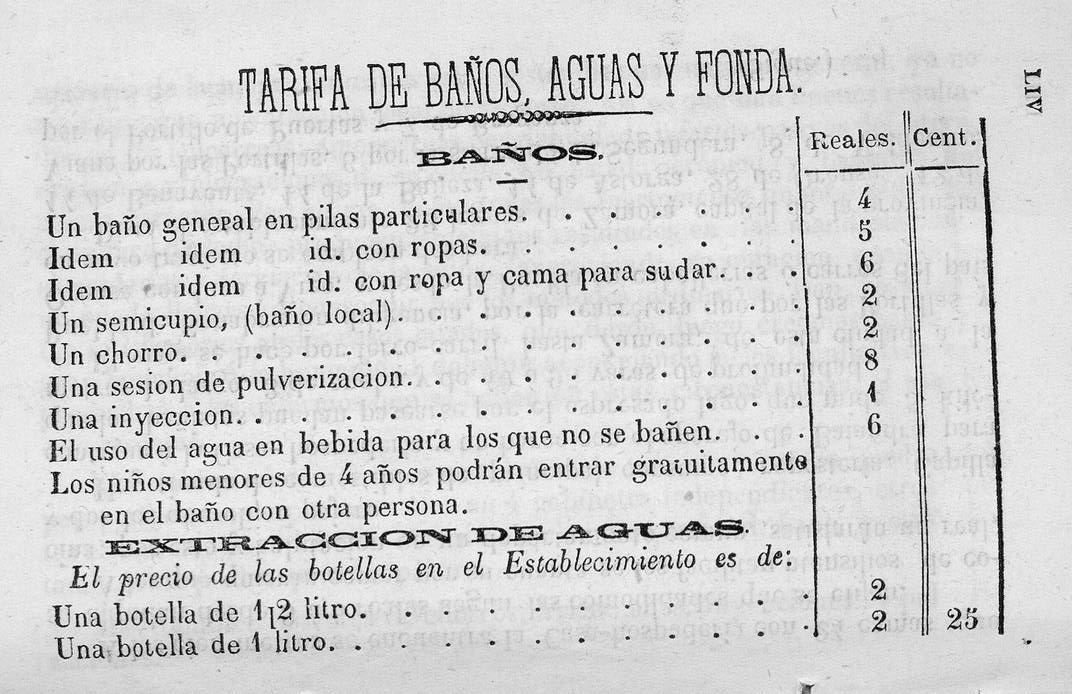 TARIFA DE BAÑOS, AGUAS Y FONDA.
LIV
BAÑOS. Reales. Cent.
Un baño general en pilas particulares. . . . . . . 4
Idem idem id. con ropas. . . . . . . . 5
Idem idem id. con ropa y cama para sudar. . . 6
Un semicupio, (baño local) . . . . . . . . . 2
Un chorro. . . . . . . . . . . . . . 2
Una sesion de pulverizacion. . . . . . . . . 8
Una inyeccion. . . . . . . . . . . . 1
El uso del agua en bebida para los que no se bañen. . . 6
Los niños menores de 4 años podrán entrar gratuitamente
en el baño con otra persona.
EXTRACCION DE AGUAS.
El precio de las botellas en el Establecimiento es de:
Una botella de 1|2 litro. . . . . . . . . . 2
Una botella de 1 litro. . . . . . . . . . . 2 25